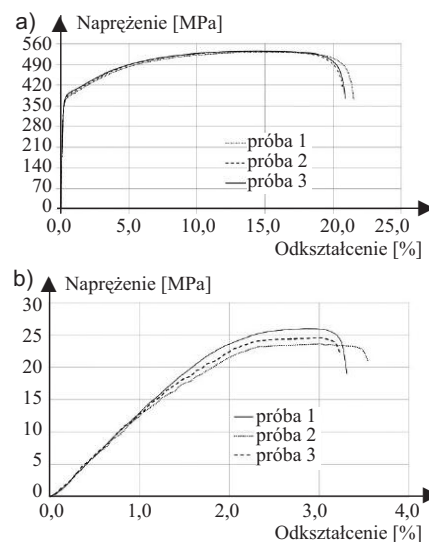 a) Naprężenie [MPa]
560
490
420
350
280
210
140
70
0
próba 1
próba 2
próba 3
0,0 5,0 10,0 15,0 20,0 25,0
Odkształcenie [%]
b) Naprężenie [MPa]
30
25
20
15
10
5
0
próba 1
próba 2
próba 3
0,0 1,0 2,0 3,0 4,0
Odkształcenie [%]